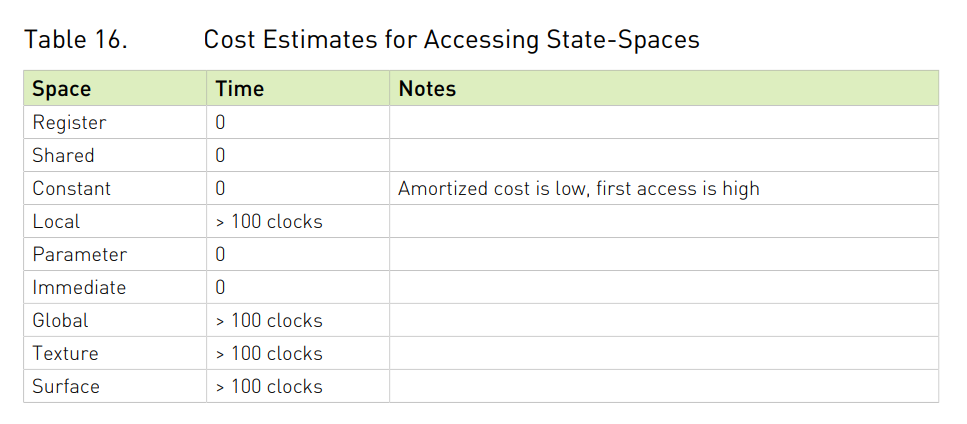 Table 16. Cost Estimates for Accessing State-Spaces
Space Time Notes
Register 0
Shared 0
Constant 0 Amortized cost is low, first access is high
Local > 100 clocks
Parameter 0
Immediate 0
Global > 100 clocks
Texture > 100 clocks
Surface > 100 clocks